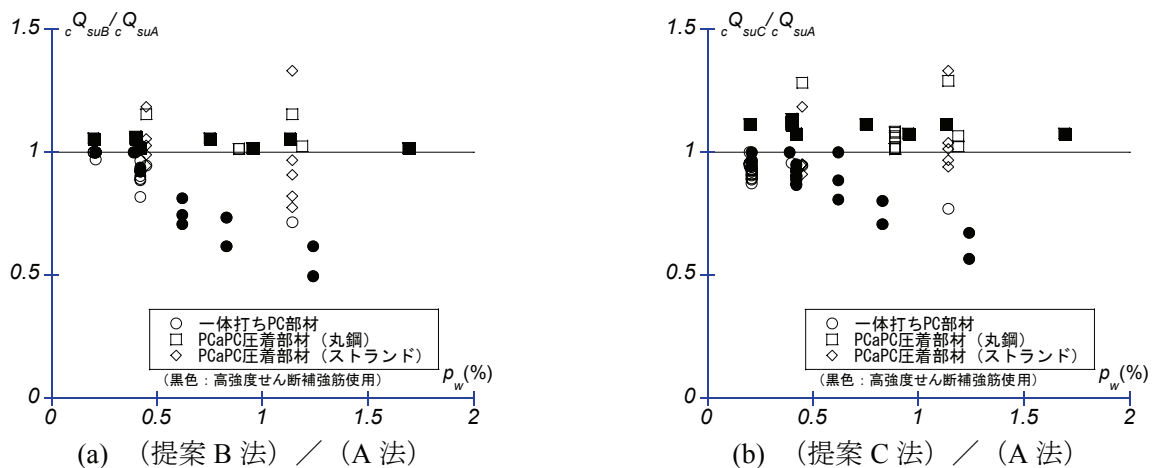 cQsuB/cQsuA
1.5
1
0.5
0
0
0.5
1
1.5
2
pw(%)
○ 一体打ちPC部材
□ PCaPC圧着部材（丸鋼）
◇ PCaPC圧着部材（ストランド）
（黒色：高強度せん断補強筋使用）
(a) （提案 B 法）／（A 法）
cQsuC/cQsuA
1.5
1
0.5
0
0
0.5
1
1.5
2
pw(%)
○ 一体打ちPC部材
□ PCaPC圧着部材（丸鋼）
◇ PCaPC圧着部材（ストランド）
（黒色：高強度せん断補強筋使用）
(b) （提案 C 法）／（A 法）